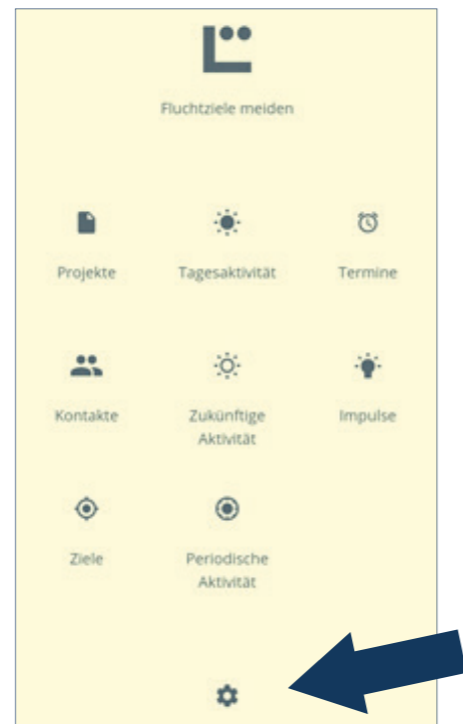 Fluchtziele meiden
Projekte
Tagesaktivität
Termine
Kontakte
Zukünftige
Aktivität
Impulse
Ziele
Periodische
Aktivität